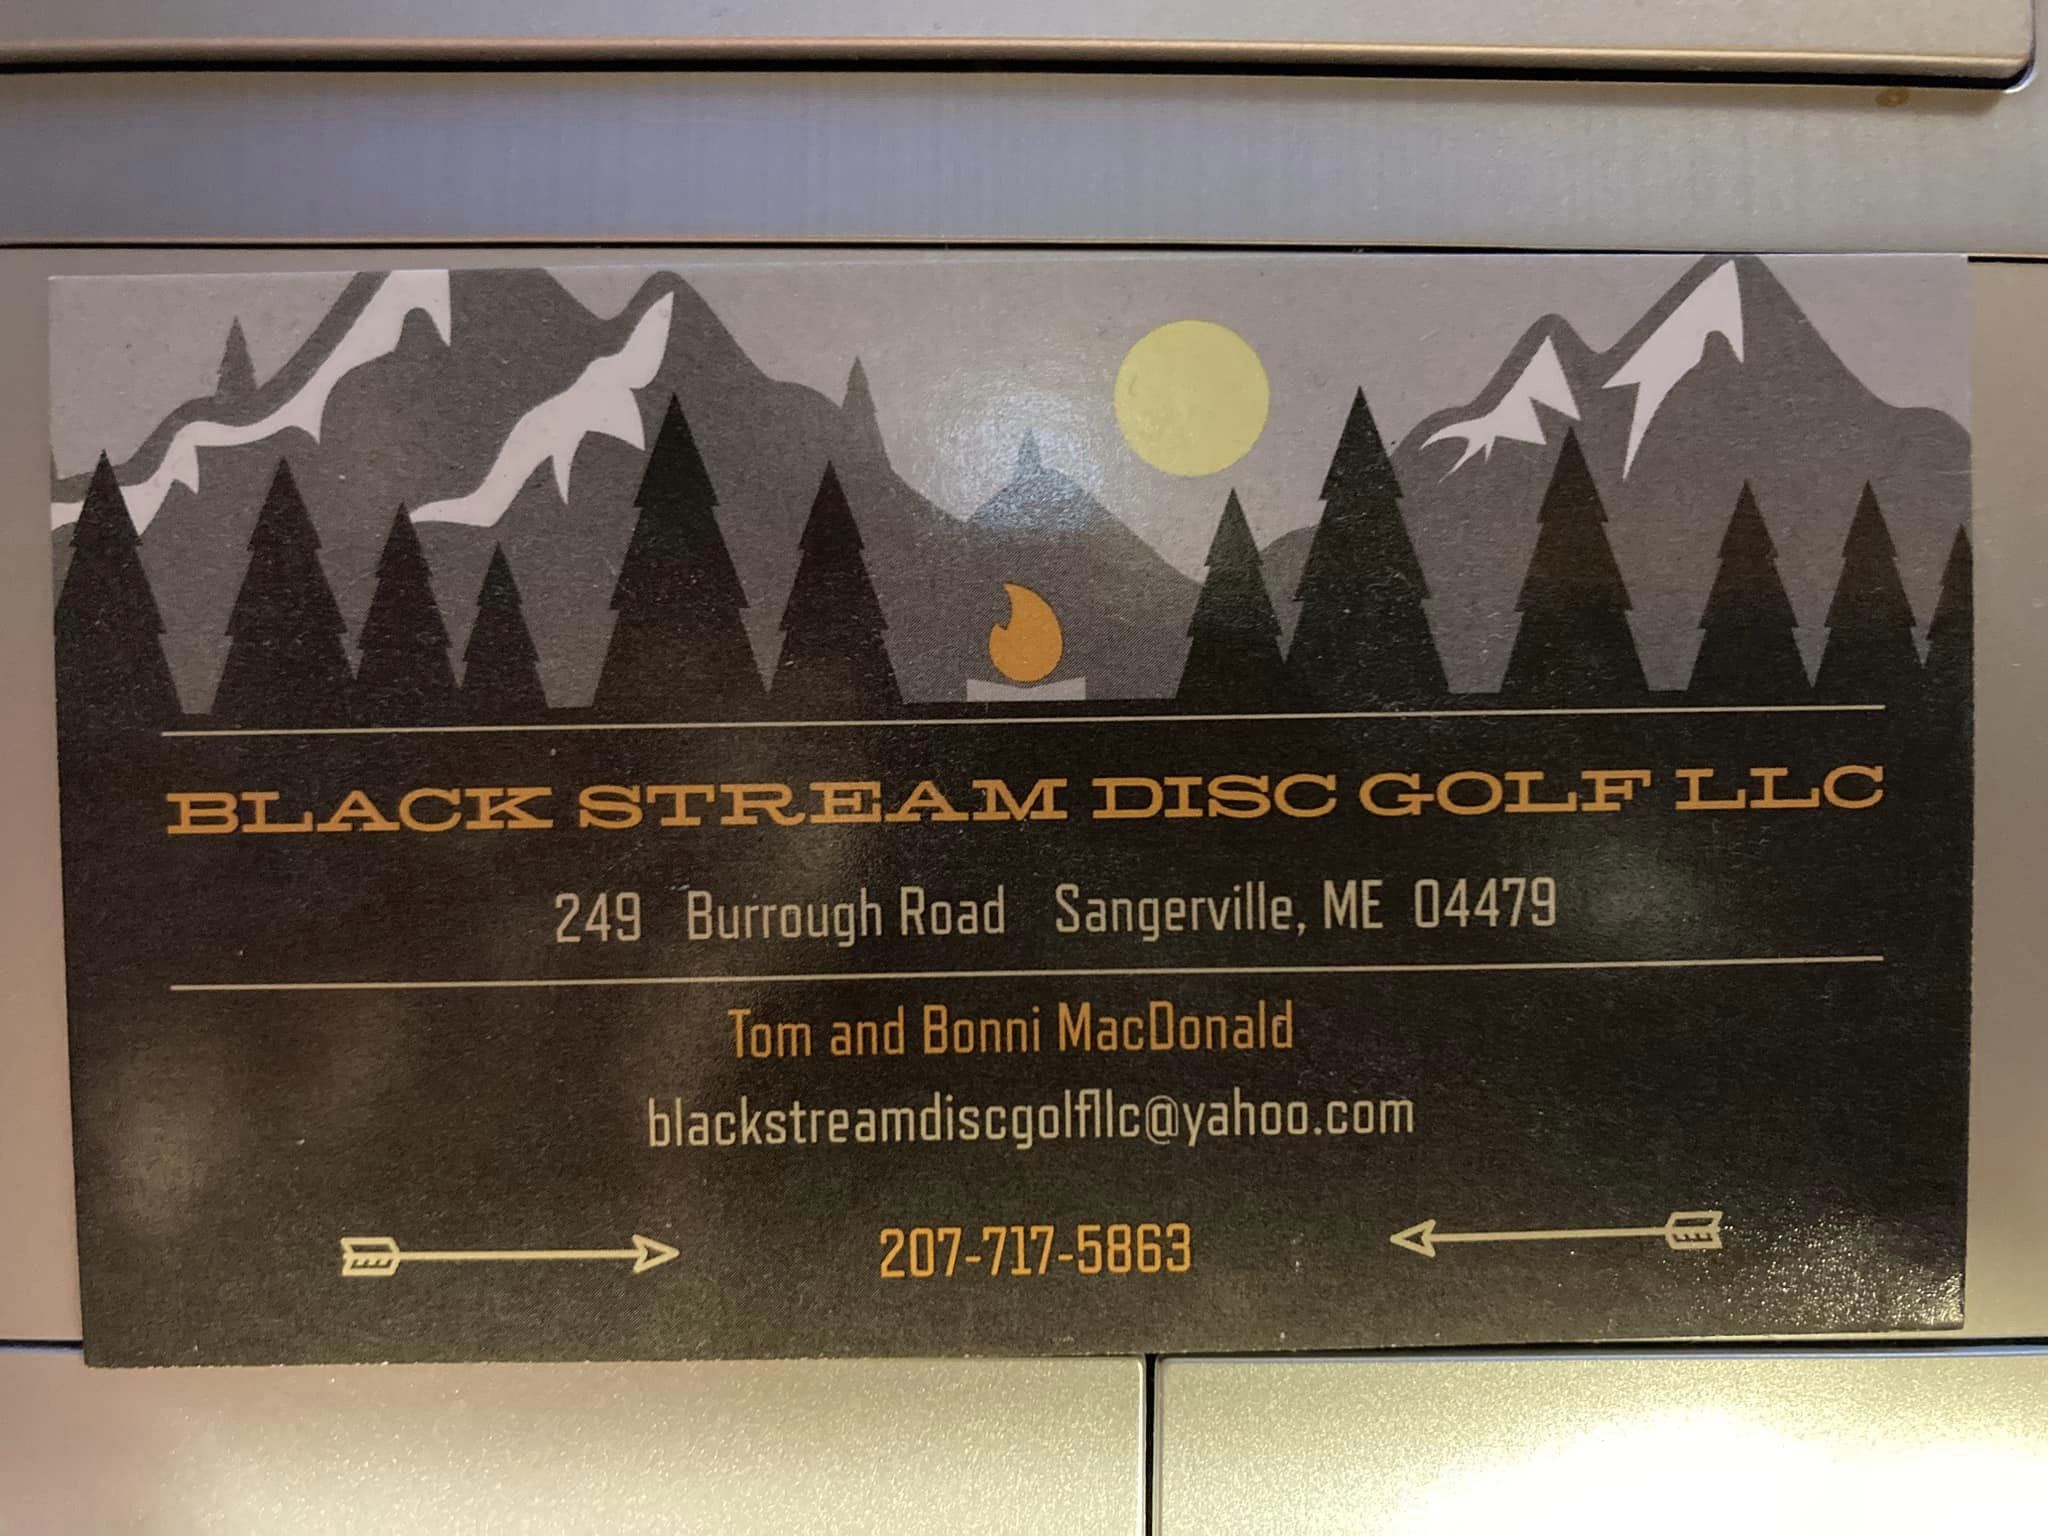 BLACK STREAM DISC GOLF LLC
249 Burrough Road Sangerville, ME 04479
Tom and Bonni MacDonald
blackstreamdiscgolfllc@yahoo.com
207-717-5863